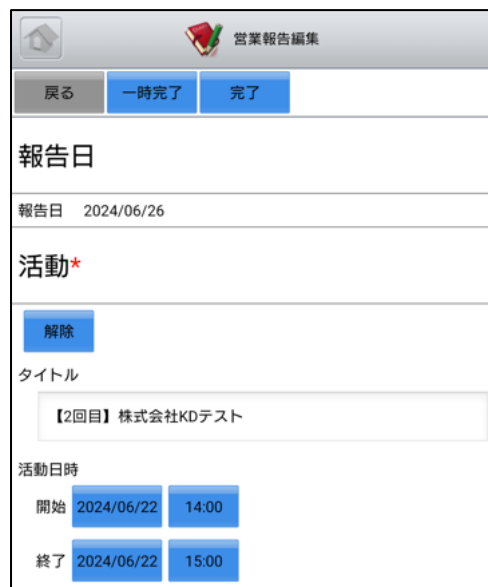 営業報告編集
戻る 一時完了 完了
報告日
報告日 2024/06/26
活動*
解除
タイトル
【2回目】株式会社KDテスト
活動日時
開始 2024/06/22 14:00
終了 2024/06/22 15:00